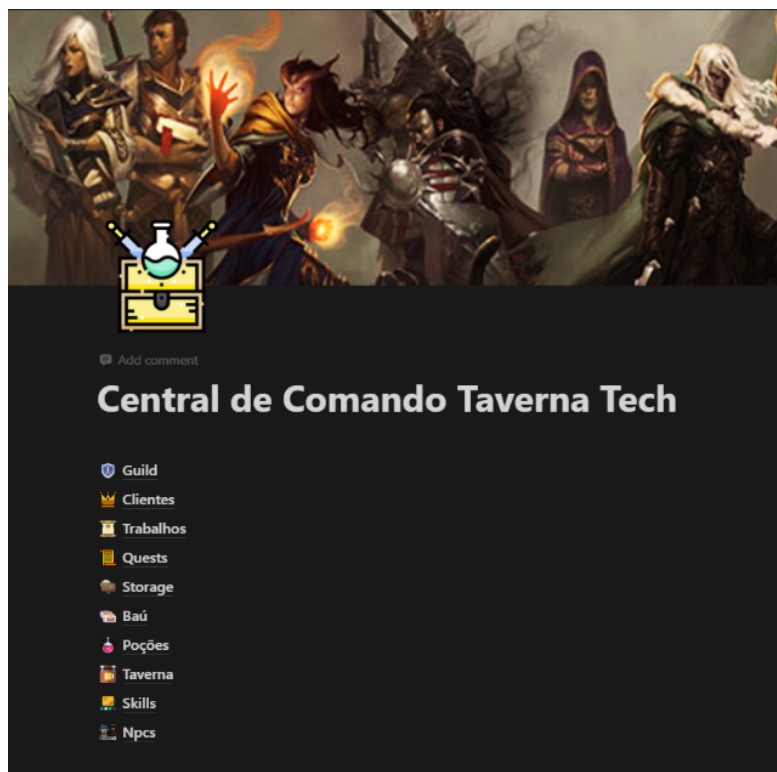 Add comment
Central de Comando Taverna Tech
Guild
Clientes
Trabalhos
Quests
Storage
Baú
Poções
Taverna
Skills
Npcs